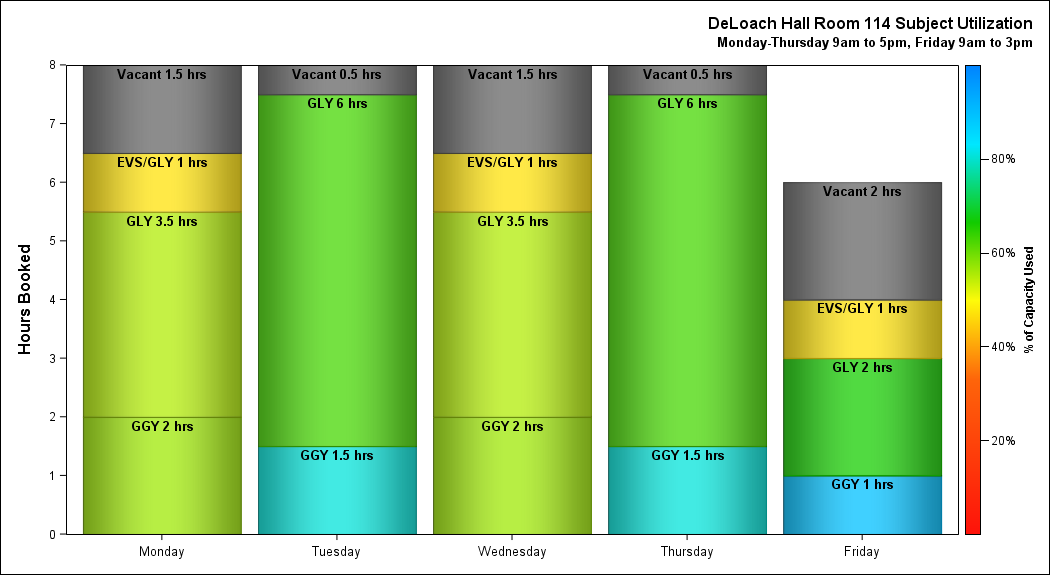 DeLoach Hall Room 114 Subject Utilization
Monday-Thursday 9am to 5pm, Friday 9am to 3pm
Hours Booked
8
7
6
5
4
3
2
1
0
Vacant 1.5 hrs
EVS/GLY 1 hrs
GLY 3.5 hrs
GGY 2 hrs
Vacant 0.5 hrs
GLY 6 hrs
GGY 1.5 hrs
Vacant 1.5 hrs
EVS/GLY 1 hrs
GLY 3.5 hrs
GGY 2 hrs
Vacant 0.5 hrs
GLY 6 hrs
GGY 1.5 hrs
Vacant 2 hrs
EVS/GLY 1 hrs
GLY 2 hrs
GGY 1 hrs
Monday
Tuesday
Wednesday
Thursday
Friday
80%
60%
40%
20%
% of Capacity Used